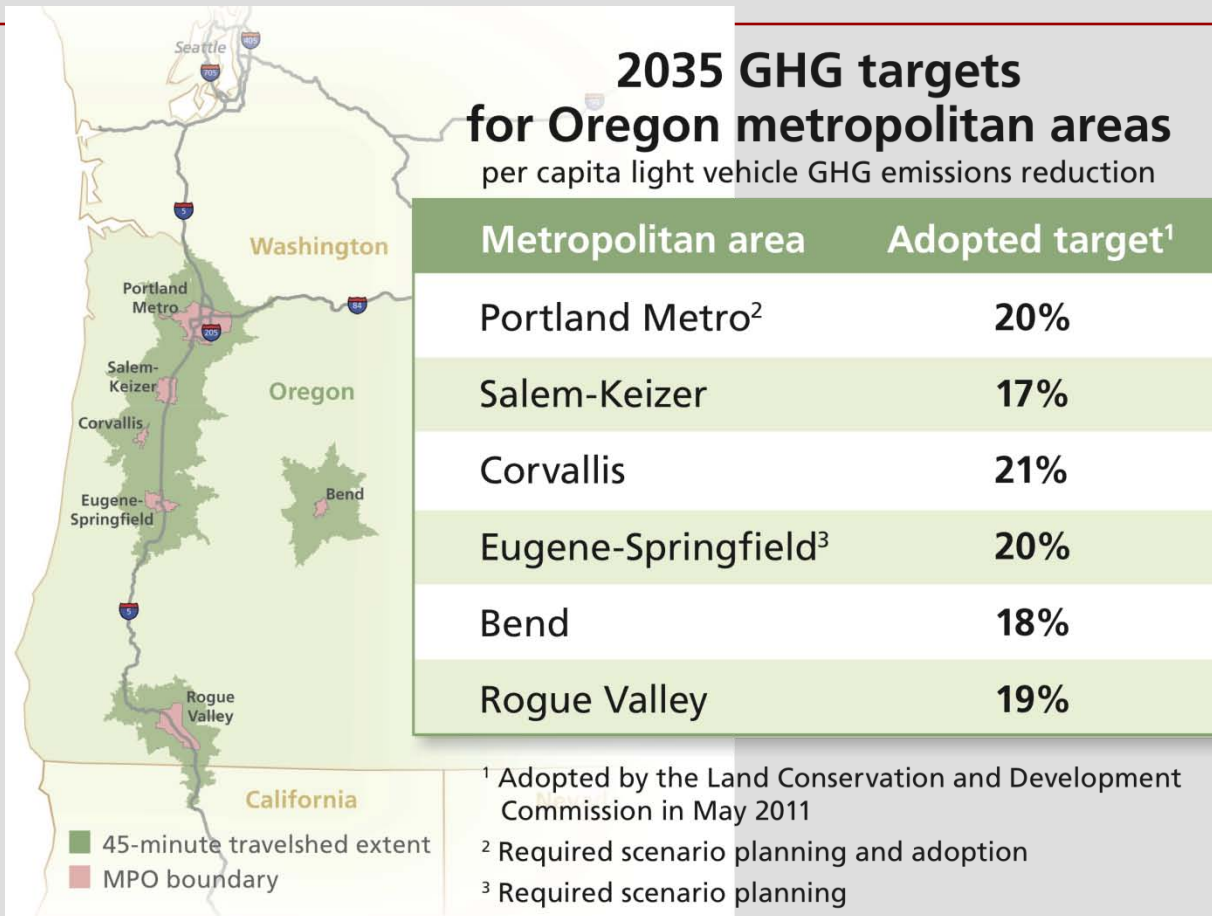 2035 GHG targets
for Oregon metropolitan areas
per capita light vehicle GHG emissions reduction
Metropolitan area Adopted target¹
Portland Metro² 20%
Salem-Keizer 17%
Corvallis 21%
Eugene-Springfield³ 20%
Bend 18%
Rogue Valley 19%
¹ Adopted by the Land Conservation and Development
Commission in May 2011
² Required scenario planning and adoption
³ Required scenario planning
Seattle
405
705
5
Washington
Portland
Metro
84
205
Salem-
Keizer
Oregon
Corvallis
Eugene-
Springfield
Bend
5
Rogue
Valley
California
45-minute travelshed extent
MPO boundary